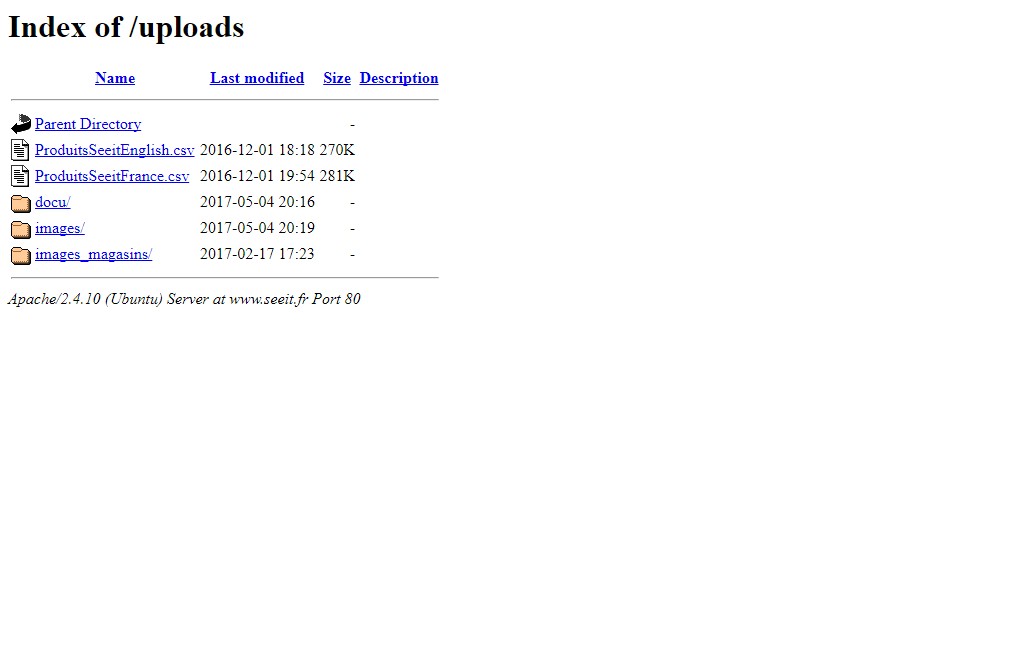 Index of /uploads
Name Last modified Size Description
Parent Directory -
ProduitsSeeitEnglish.csv 2016-12-01 18:18 270K
ProduitsSeeitFrance.csv 2016-12-01 19:54 281K
docu/ 2017-05-04 20:16 -
images/ 2017-05-04 20:19 -
images_magasins/ 2017-02-17 17:23 -
Apache/2.4.10 (Ubuntu) Server at www.seeit.fr Port 80